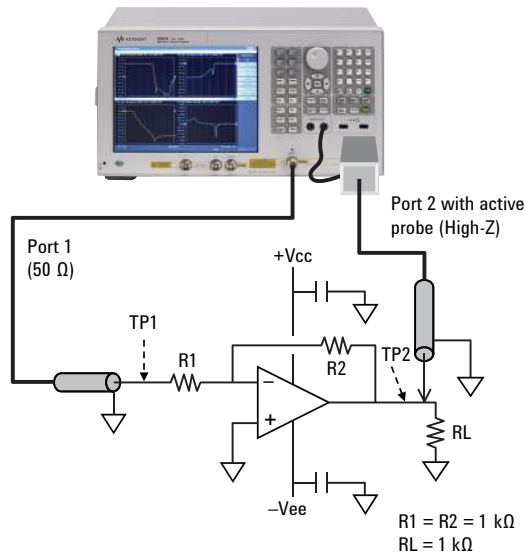 KEYSIGHT
Port 2 with active
probe (High-Z)
Port 1
(50 Ω)
+Vcc
TP1
R1
R2
TP2
−
+
RL
−Vee
R1 = R2 = 1 kΩ
RL = 1 kΩ